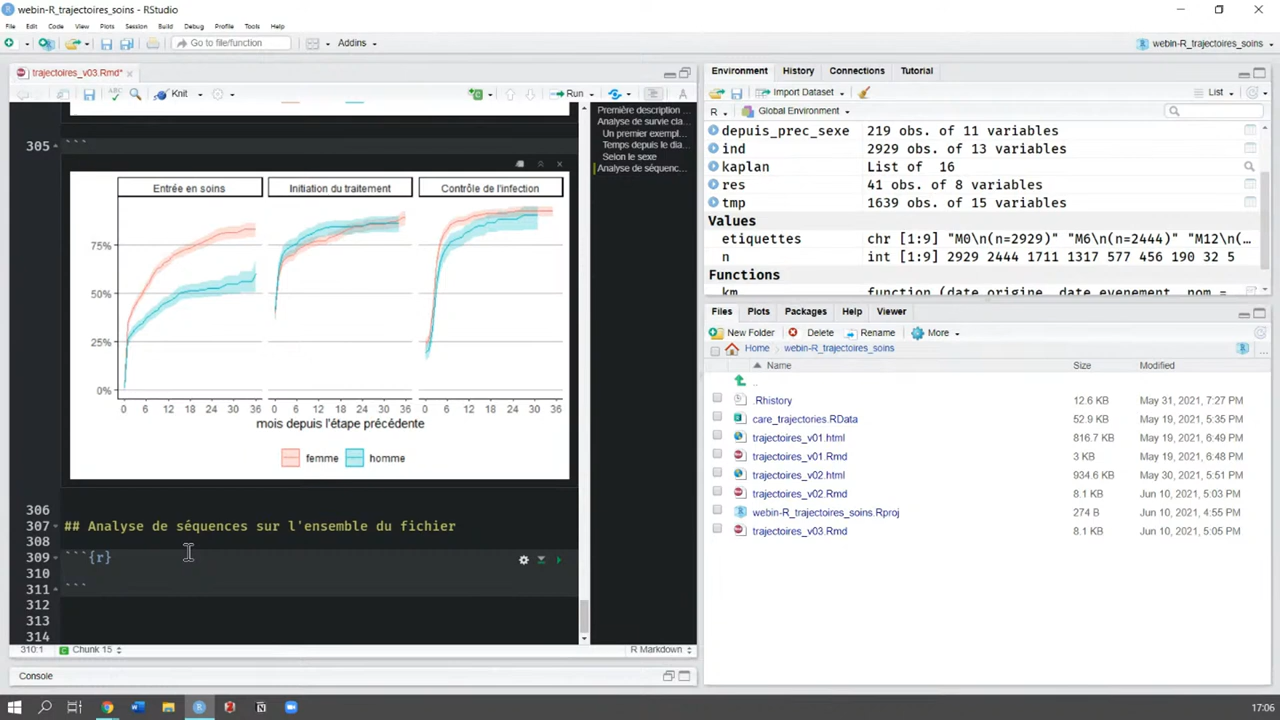 webin-R_trajectoires_soins - RStudio
File Edit Code View Plots Session Build Debug Profile Tools Help
Go to file/function Addins webin-R_trajectoires_soins
trajectoires_v03.Rmd*
Knit Run
305 ```
Entrée en soins Initiation du traitement Contrôle de l'infection
75%
50%
25%
0%
0 6 12 18 24 30 36 0 6 12 18 24 30 36 0 6 12 18 24 30 36
mois depuis l'étape précédente
femme homme
306
307 ## Analyse de séquences sur l'ensemble du fichier
308
309 ```{r}
310
311 ```
312
313
314
310:1 Chunk 15 R Markdown
Console
Première description ...
Analyse de survie cla...
Un premier exempl...
Temps depuis le dia...
Selon le sexe
Analyse de séquenc...
Environment History Connections Tutorial
Import Dataset List
R Global Environment
depuis_prec_sexe 219 obs. of 11 variables
ind 2929 obs. of 13 variables
kaplan List of 16
res 41 obs. of 8 variables
tmp 1639 obs. of 15 variables
Values
etiquettes chr [1:9] "M0\n(n=2929)" "M6\n(n=2444)" "M12\n(…
n int [1:9] 2929 2444 1711 1317 577 456 190 32 5
Functions
km function (date_origine, date_evenement, nom =
Files Plots Packages Help Viewer
New Folder Delete Rename More
Home webin-R_trajectoires_soins
Name Size Modified
..
.Rhistory 12.6 KB May 31, 2021, 7:27 PM
care_trajectories.RData 52.9 KB May 19, 2021, 5:35 PM
trajectoires_v01.html 816.7 KB May 19, 2021, 6:49 PM
trajectoires_v01.Rmd 3 KB May 19, 2021, 6:48 PM
trajectoires_v02.html 934.6 KB May 30, 2021, 5:51 PM
trajectoires_v02.Rmd 8.1 KB Jun 10, 2021, 5:03 PM
webin-R_trajectoires_soins.Rproj 274 B Jun 10, 2021, 4:55 PM
trajectoires_v03.Rmd 8.1 KB Jun 10, 2021, 5:05 PM
17:06